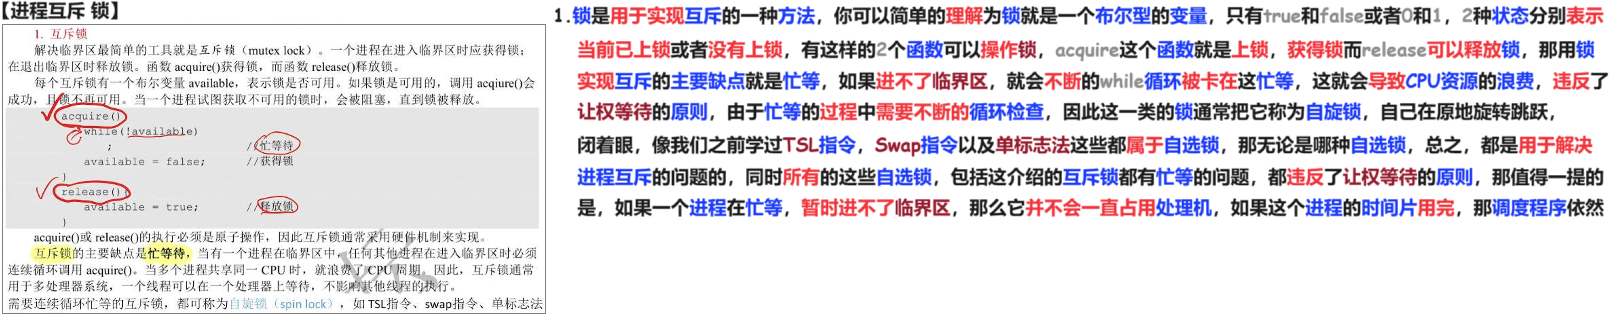 【进程互斥 锁】
1. 互斥锁
解决临界区最简单的工具就是互斥锁（mutex lock）。一个进程在进入临界区时应获得锁；
在退出临界区时释放锁。函数 acquire()获得锁，而函数 release()释放锁。
每个互斥锁有一个布尔变量 available，表示锁是否可用。如果锁是可用的，调用 acqiure()会
成功，且锁不再可用。当一个进程试图获取不可用的锁时，会被阻塞，直到锁被释放。
acquire()
while(!available)
; //忙等待
available = false; //获得锁
}
release(){
available = true; //释放锁
}
acquire()或 release()的执行必须是原子操作，因此互斥锁通常采用硬件机制来实现。
互斥锁的主要缺点是忙等待，当有一个进程在临界区中，任何其他进程在进入临界区时必须
连续循环调用 acquire()。当多个进程共享同一 CPU 时，就浪费了 CPU 周期。因此，互斥锁通常
用于多处理器系统，一个线程可以在一个处理器上等待，不影响其他线程的执行。
需要连续循环忙等的互斥锁，都可称为自旋锁（spin lock），如 TSL指令、swap指令、单标志法
1.锁是用于实现互斥的一种方法，你可以简单的理解为锁就是一个布尔型的变量，只有true和false或者0和1，2种状态分别表示
当前已上锁或者没有上锁，有这样的2个函数可以操作锁，acquire这个函数就是上锁，获得锁而release可以释放锁，那用锁
实现互斥的主要缺点就是忙等，如果进不了临界区，就会不断的while循环被卡在这忙等，这就会导致CPU资源的浪费，违反了
让权等待的原则，由于忙等的过程中需要不断的循环检查，因此这一类的锁通常把它称为自旋锁，自己在原地旋转跳跃，
闭着眼，像我们之前学过TSL指令，Swap指令以及单标志法这些都属于自选锁，那无论是哪种自选锁，总之，都是用于解决
进程互斥的问题的，同时所有的这些自选锁，包括这介绍的互斥锁都有忙等的问题，都违反了让权等待的原则，那值得一提的
是，如果一个进程在忙等，暂时进不了临界区，那么它并不会一直占用处理机，如果这个进程的时间片用完，那调度程序依然